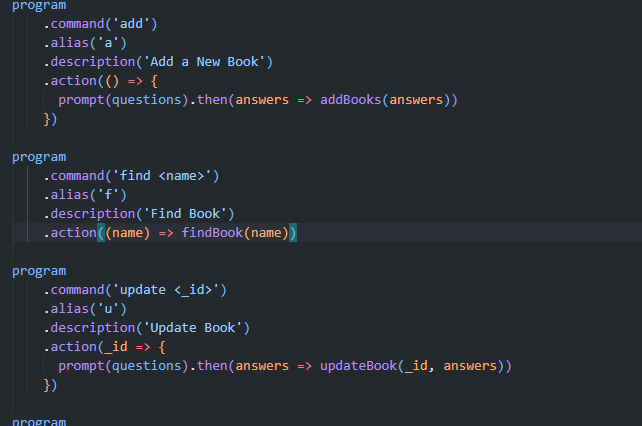 program
.command('add')
.alias('a')
.description('Add a New Book')
.action(() => {
prompt(questions).then(answers => addBooks(answers))
})
program
.command('find <name>')
.alias('f')
.description('Find Book')
.action((name) => findBook(name))
program
.command('update <_id>')
.alias('u')
.description('Update Book')
.action(_id => {
prompt(questions).then(answers => updateBook(_id, answers))
})
program